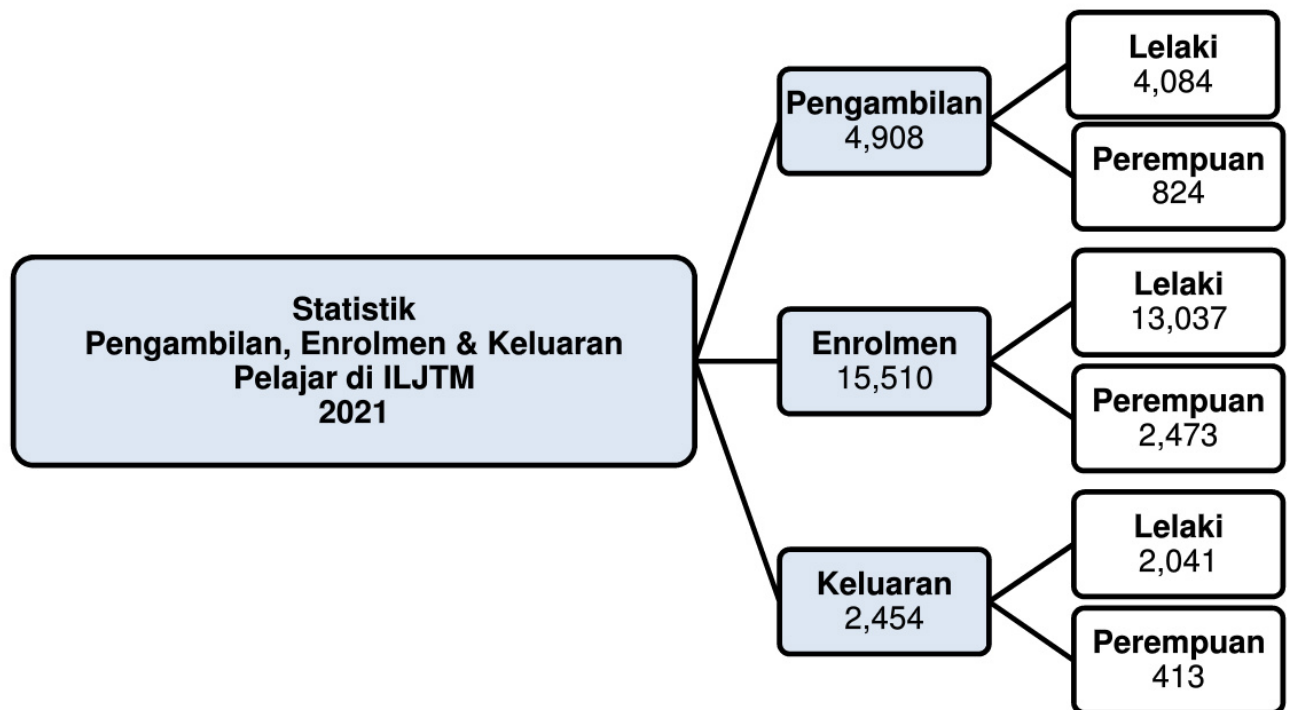 Statistik
Pengambilan, Enrolmen & Keluaran
Pelajar di ILJTM
2021
Pengambilan
4,908
Lelaki
4,084
Perempuan
824
Enrolmen
15,510
Lelaki
13,037
Perempuan
2,473
Keluaran
2,454
Lelaki
2,041
Perempuan
413